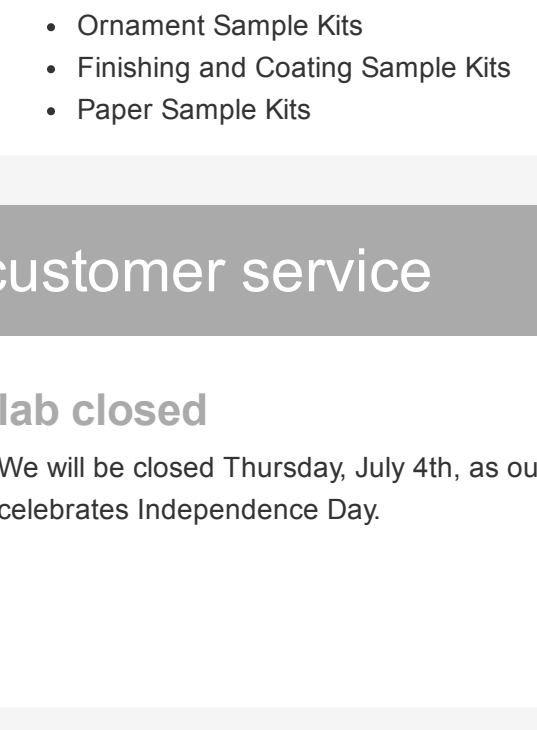 Ornament Sample Kits
Finishing and Coating Sample Kits
Paper Sample Kits
customer service
lab closed
We will be closed Thursday, July 4th, as ou
celebrates Independence Day.